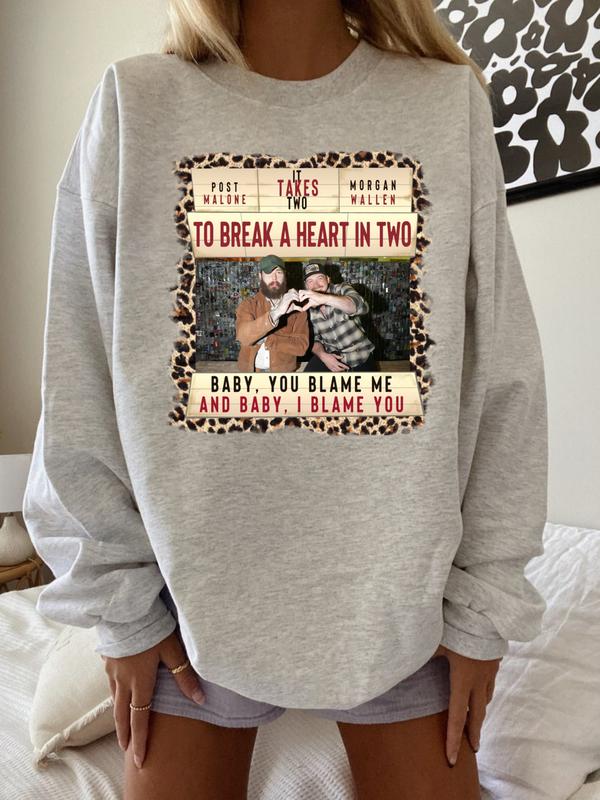 POST
MALONE
IT
TAKES
TWO
MORGAN
WALLEN
TO BREAK A HEART IN TWO
BABY, YOU BLAME ME
AND BABY, I BLAME YOU